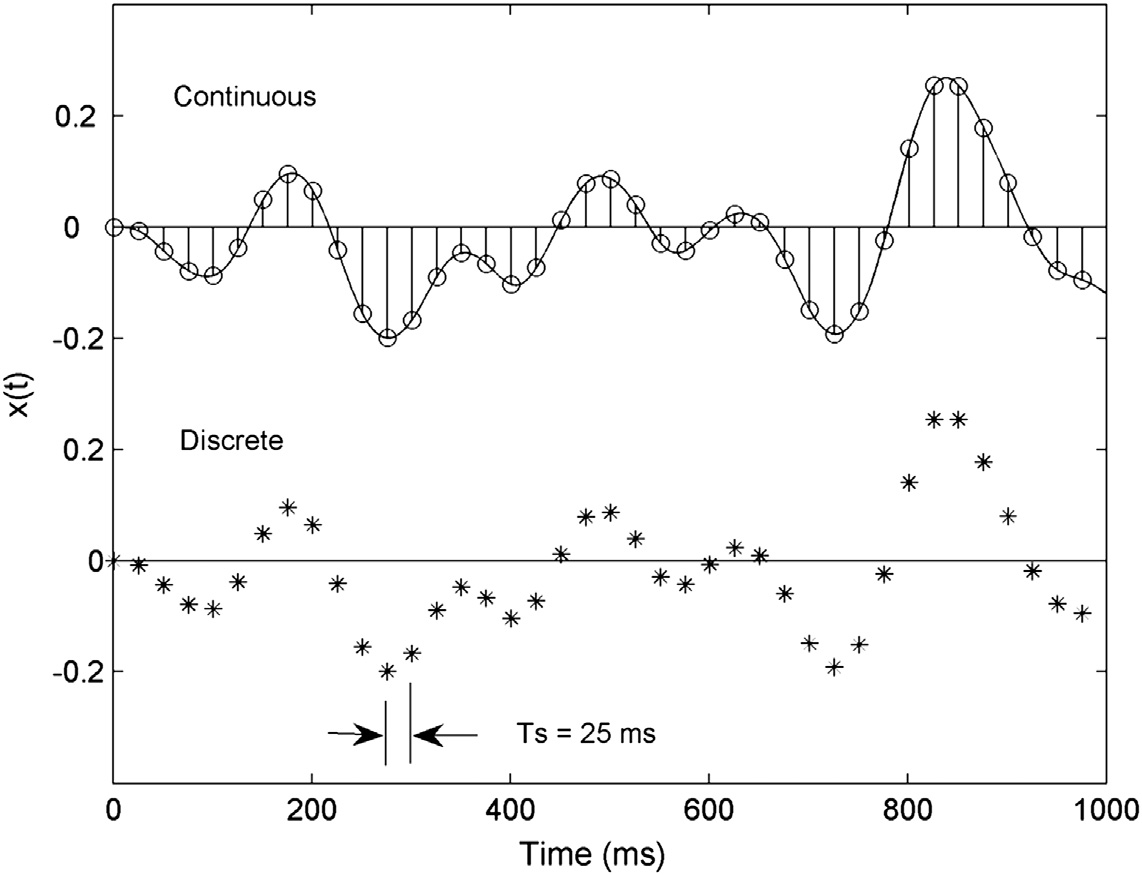 Continuous
0.2
0
-0.2
x(t)
Discrete
0.2
0
-0.2
Ts = 25 ms
0 200 400 600 800 1000
Time (ms)